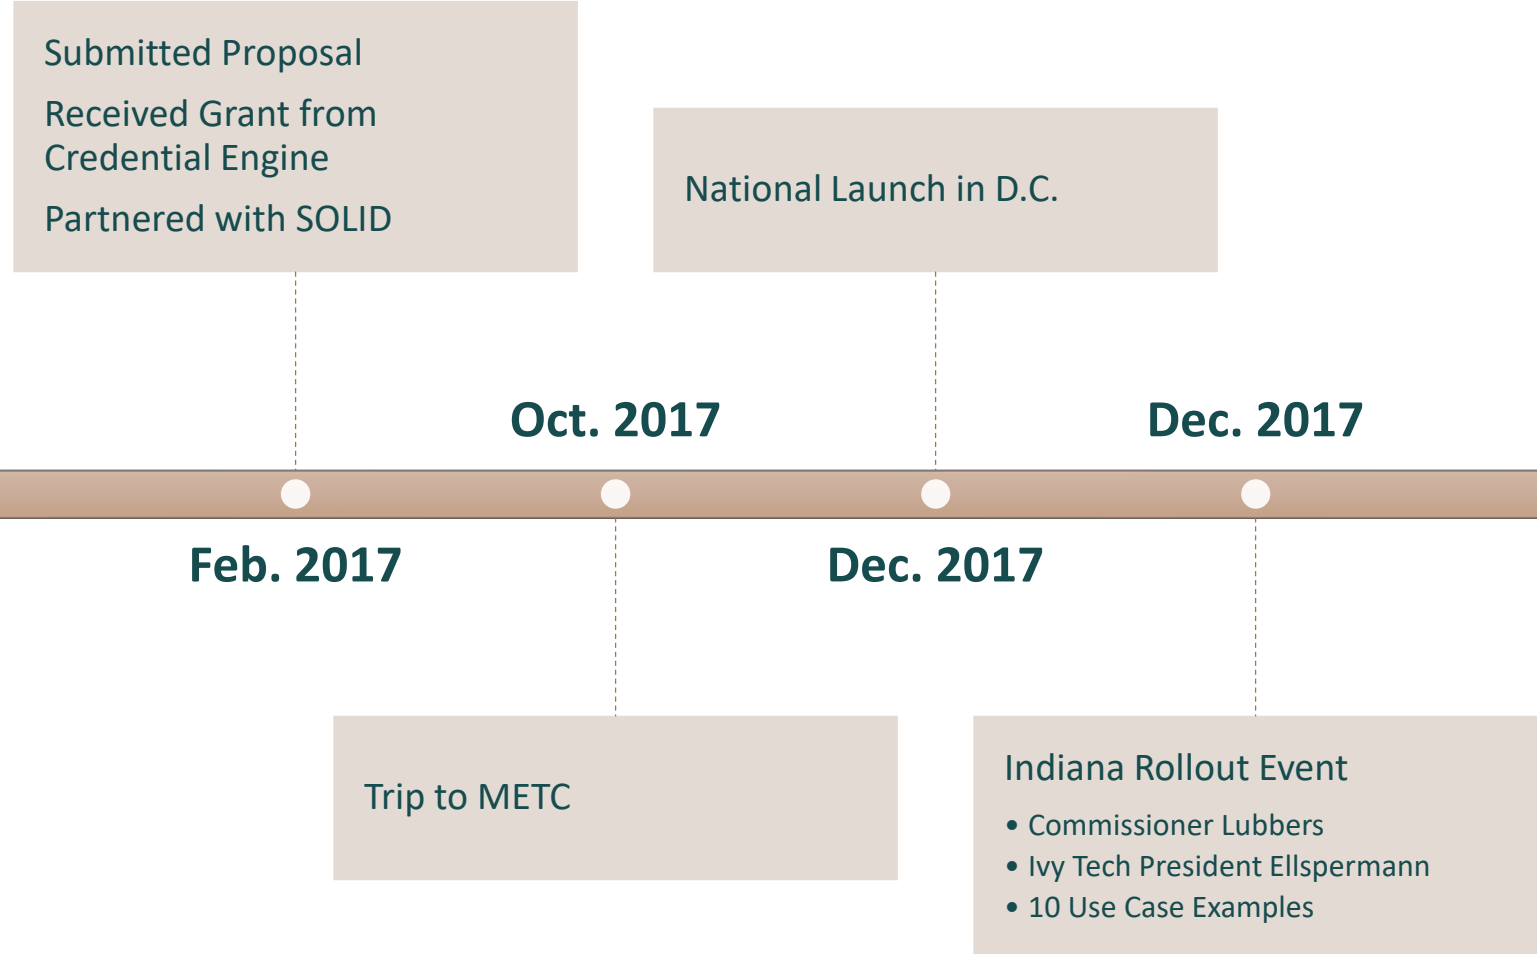 Submitted Proposal
Received Grant from
Credential Engine
Partnered with SOLID
Feb. 2017
Oct. 2017
Trip to METC
National Launch in D.C.
Dec. 2017
Dec. 2017
Indiana Rollout Event
• Commissioner Lubbers
• Ivy Tech President Ellspermann
• 10 Use Case Examples